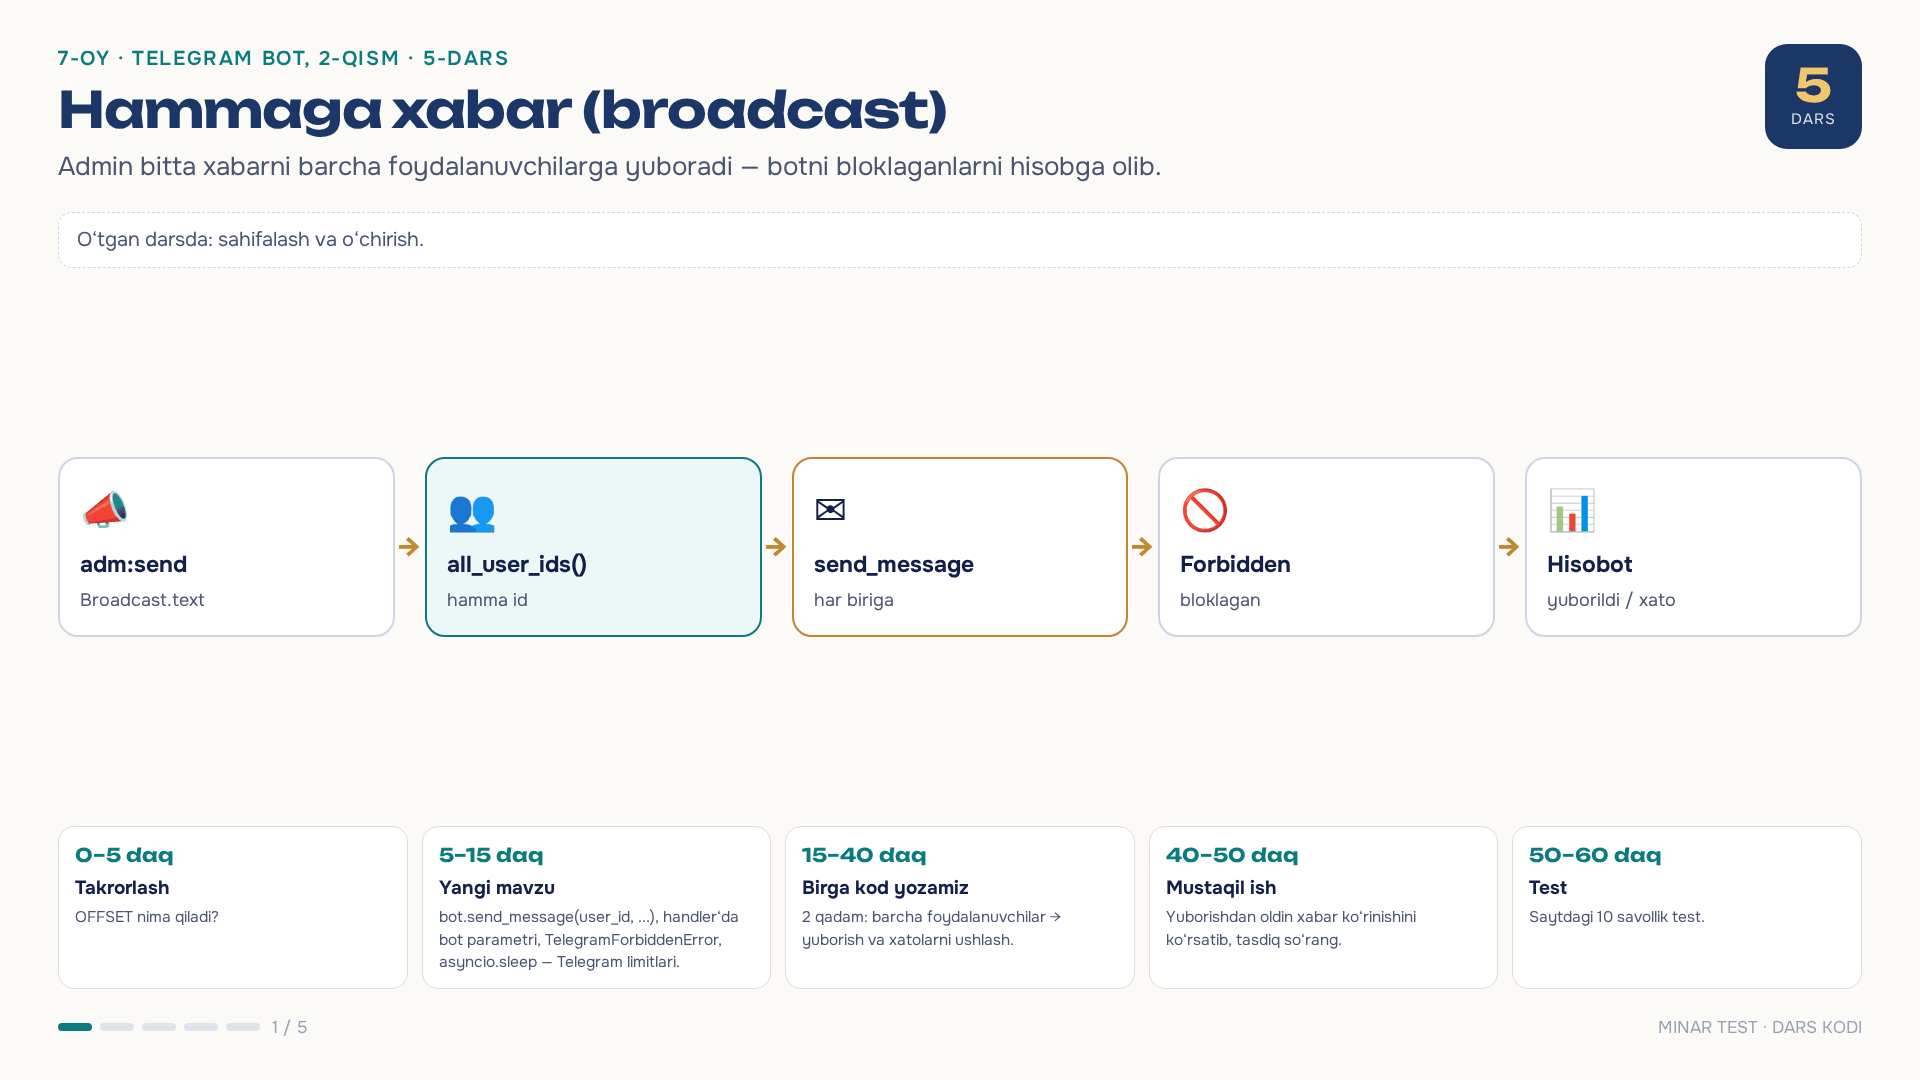 7-OY · TELEGRAM BOT, 2-QISM · 5-DARS
Hammaga xabar (broadcast)
Admin bitta xabarni barcha foydalanuvchilarga yuboradi — botni bloklaganlarni hisobga olib.
5
DARS
O‘tgan darsda: sahifalash va o‘chirish.
adm:send
Broadcast.text
→
all_user_ids()
hamma id
→
send_message
har biriga
→
Forbidden
bloklagan
→
Hisobot
yuborildi / xato
0–5 daq
Takrorlash
OFFSET nima qiladi?
5–15 daq
Yangi mavzu
bot.send_message(user_id, ...), handler‘da
bot parametri, TelegramForbiddenError,
asyncio.sleep — Telegram limitlari.
15–40 daq
Birga kod yozamiz
2 qadam: barcha foydalanuvchilar →
yuborish va xatolarni ushlash.
40–50 daq
Mustaqil ish
Yuborishdan oldin xabar ko‘rinishini
ko‘rsatib, tasdiq so‘rang.
50–60 daq
Test
Saytdagi 10 savollik test.
1 / 5
MINAR TEST · DARS KODI